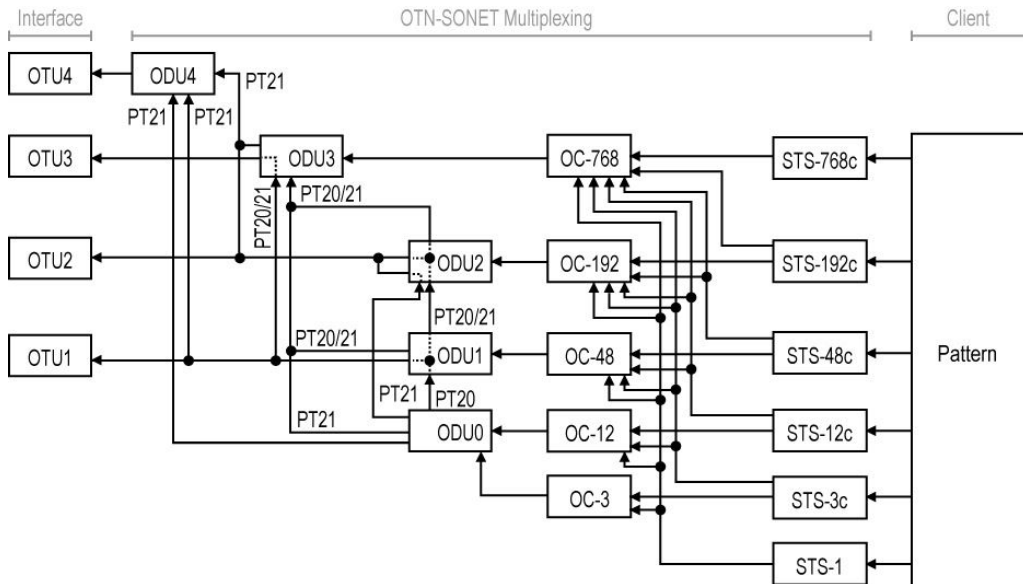 Interface
OTN-SONET Multiplexing
Client
OTU4
ODU4
PT21
PT21
PT21
OTU3
ODU3
OC-768
STS-768c
PT20/21
PT20/21
OTU2
ODU2
OC-192
STS-192c
PT20/21
PT20/21
OTU1
ODU1
OC-48
STS-48c
Pattern
PT21
PT20
PT21
ODU0
OC-12
STS-12c
OC-3
STS-3c
STS-1